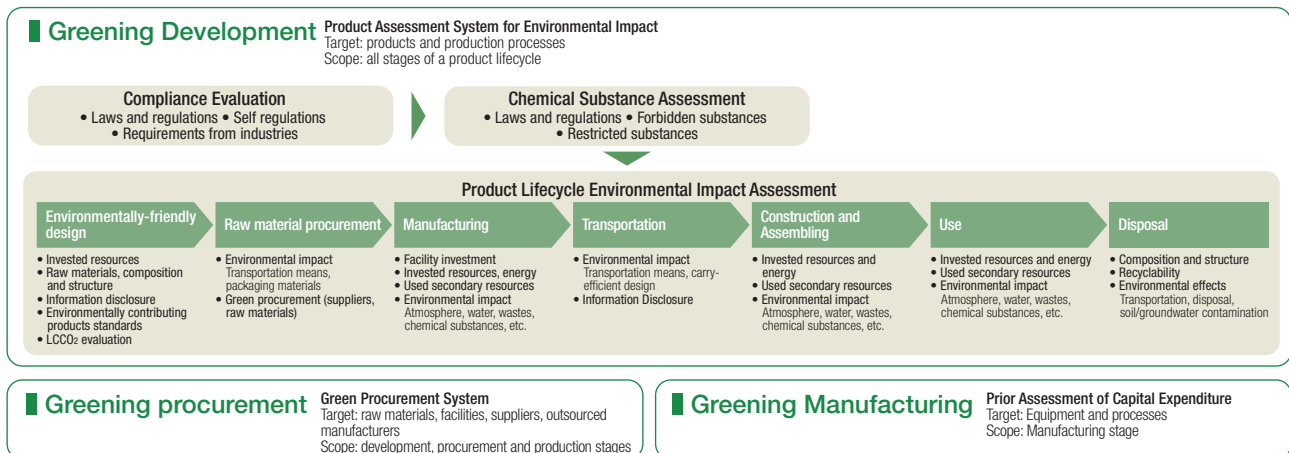 Greening Development
Product Assessment System for Environmental Impact
Target: products and production processes
Scope: all stages of a product lifecycle
Compliance Evaluation
• Laws and regulations • Self regulations
• Requirements from industries
Chemical Substance Assessment
• Laws and regulations • Forbidden substances
• Restricted substances
Product Lifecycle Environmental Impact Assessment
Environmentally-friendly
design
• Invested resources
• Raw materials, composition
and structure
• Information disclosure
• Environmentally contributing
products standards
• LCCO₂ evaluation
Raw material procurement
• Environmental impact
Transportation means,
packaging materials
• Green procurement (suppliers,
raw materials)
Manufacturing
• Facility investment
• Invested resources, energy
• Used secondary resources
• Environmental impact
Atmosphere, water, wastes,
chemical substances, etc.
Transportation
• Environmental impact
Transportation means, carry-
efficient design
• Information Disclosure
Construction and
Assembling
• Invested resources and
energy
• Used secondary resources
• Environmental impact
Atmosphere, water, wastes,
chemical substances, etc.
Use
• Invested resources and energy
• Used secondary resources
• Environmental impact
Atmosphere, water, wastes,
chemical substances, etc.
Disposal
• Composition and structure
• Recyclability
• Environmental effects
Transportation, disposal,
soil/groundwater contamination
Greening procurement
Green Procurement System
Target: raw materials, facilities, suppliers, outsourced
manufacturers
Scope: development, procurement and production stages
Greening Manufacturing
Prior Assessment of Capital Expenditure
Target: Equipment and processes
Scope: Manufacturing stage